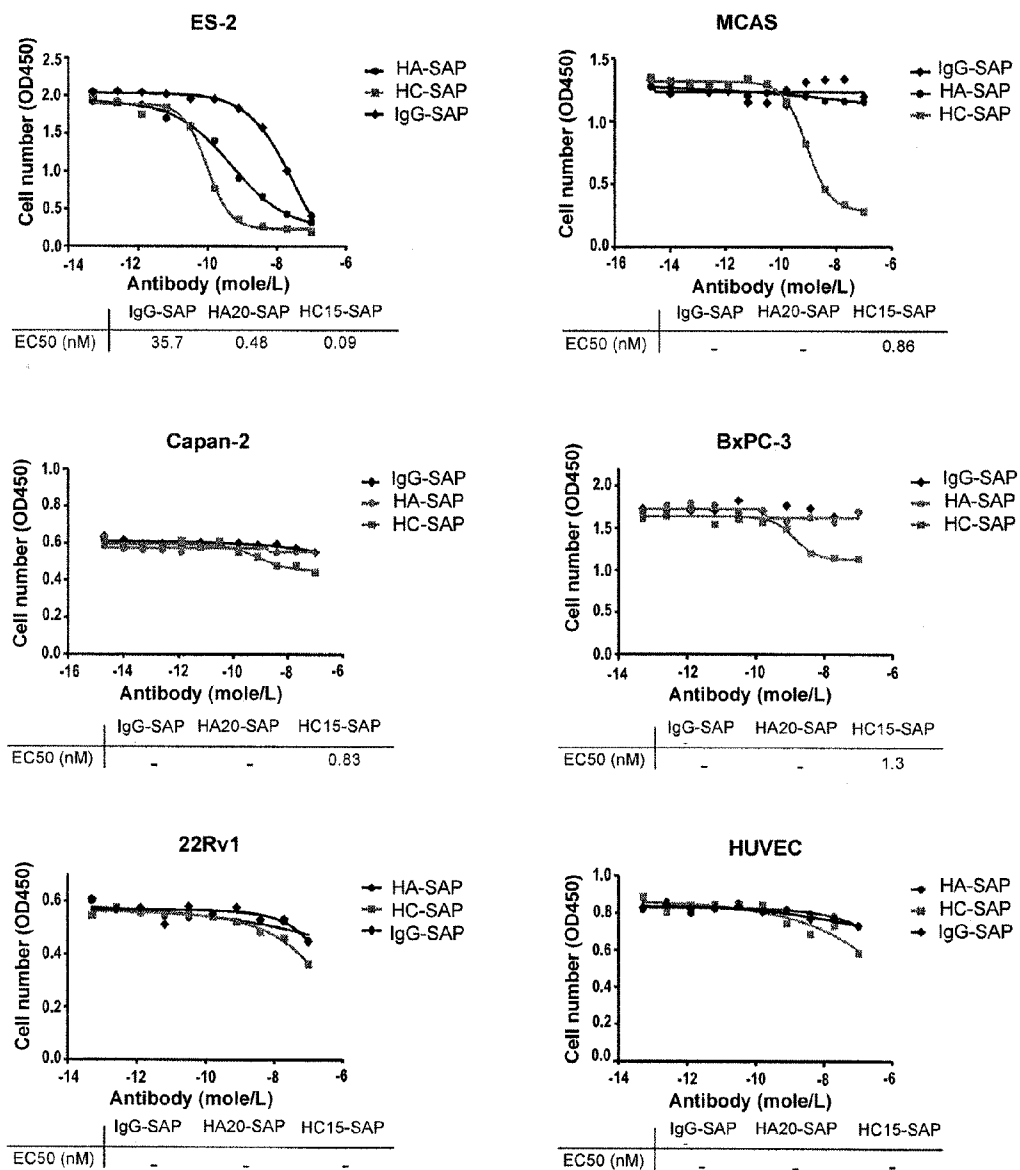 ES-2
Cell number (OD450)
2.5
2.0
1.5
1.0
0.5
0.0
-14
-12
-10
-8
-6
Antibody (mole/L)
HA-SAP
HC-SAP
IgG-SAP
IgG-SAP HA20-SAP HC15-SAP
EC50 (nM) 35.7 0.48 0.09
MCAS
Cell number (OD450)
1.5
1.0
0.5
0.0
-16
-14
-12
-10
-8
-6
Antibody (mole/L)
IgG-SAP
HA-SAP
HC-SAP
IgG-SAP HA20-SAP HC15-SAP
EC50 (nM) - - 0.86
Capan-2
Cell number (OD450)
1.0
0.8
0.6
0.4
0.2
0.0
-16
-14
-12
-10
-8
-6
Antibody (mole/L)
IgG-SAP
HA-SAP
HC-SAP
IgG-SAP HA20-SAP HC15-SAP
EC50 (nM) - - 0.83
BxPC-3
Cell number (OD450)
2.0
1.5
1.0
0.5
0.0
-14
-12
-10
-8
-6
Antibody (mole/L)
IgG-SAP
HA-SAP
HC-SAP
IgG-SAP HA20-SAP HC15-SAP
EC50 (nM) - - 1.3
22Rv1
Cell number (OD450)
0.6
0.4
0.2
0.0
-14
-12
-10
-8
-6
Antibody (mole/L)
HA-SAP
HC-SAP
IgG-SAP
IgG-SAP HA20-SAP HC15-SAP
EC50 (nM) - - -
HUVEC
Cell number (OD450)
1.0
0.8
0.6
0.4
0.2
0.0
-14
-12
-10
-8
-6
Antibody (mole/L)
HA-SAP
HC-SAP
IgG-SAP
IgG-SAP HA20-SAP HC15-SAP
EC50 (nM) - - -